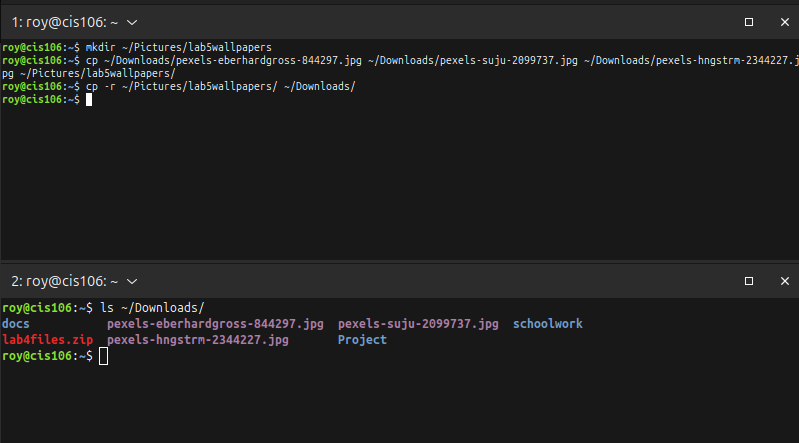 1: roy@cis106: ~
roy@cis106:~$ mkdir ~/Pictures/lab5wallpapers
roy@cis106:~$ cp ~/Downloads/pexels-eberhardgross-844297.jpg ~/Downloads/pexels-suju-2099737.jpg ~/Downloads/pexels-hngstrm-2344227.j
pg ~/Pictures/lab5wallpapers/
roy@cis106:~$ cp -r ~/Pictures/lab5wallpapers/ ~/Downloads/
roy@cis106:~$
2: roy@cis106: ~
roy@cis106:~$ ls ~/Downloads/
docs pexels-eberhardgross-844297.jpg pexels-suju-2099737.jpg schoolwork
lab4files.zip pexels-hngstrm-2344227.jpg Project
roy@cis106:~$